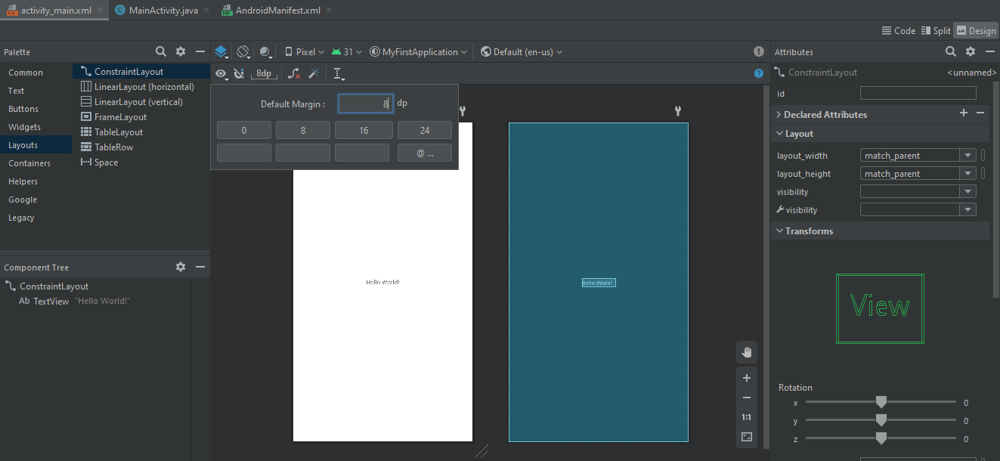 activity_main.xml MainActivity.java AndroidManifest.xml
Code Split Design
Palette
Common
Text
Buttons
Widgets
Layouts
Containers
Helpers
Google
Legacy
ConstraintLayout
LinearLayout (horizontal)
LinearLayout (vertical)
FrameLayout
TableLayout
TableRow
Space
Component Tree
ConstraintLayout
Ab TextView "Hello World!"
Pixel 31 MyFirstApplication Default (en-us)
8dp
Default Margin : 8 dp
0 8 16 24
@ ...
Hello World!
Hello World!
1:1
Attributes
ConstraintLayout <unnamed>
id
Declared Attributes
Layout
layout_width match_parent
layout_height match_parent
visibility
visibility
Transforms
View
Rotation
x 0
y 0
z 0